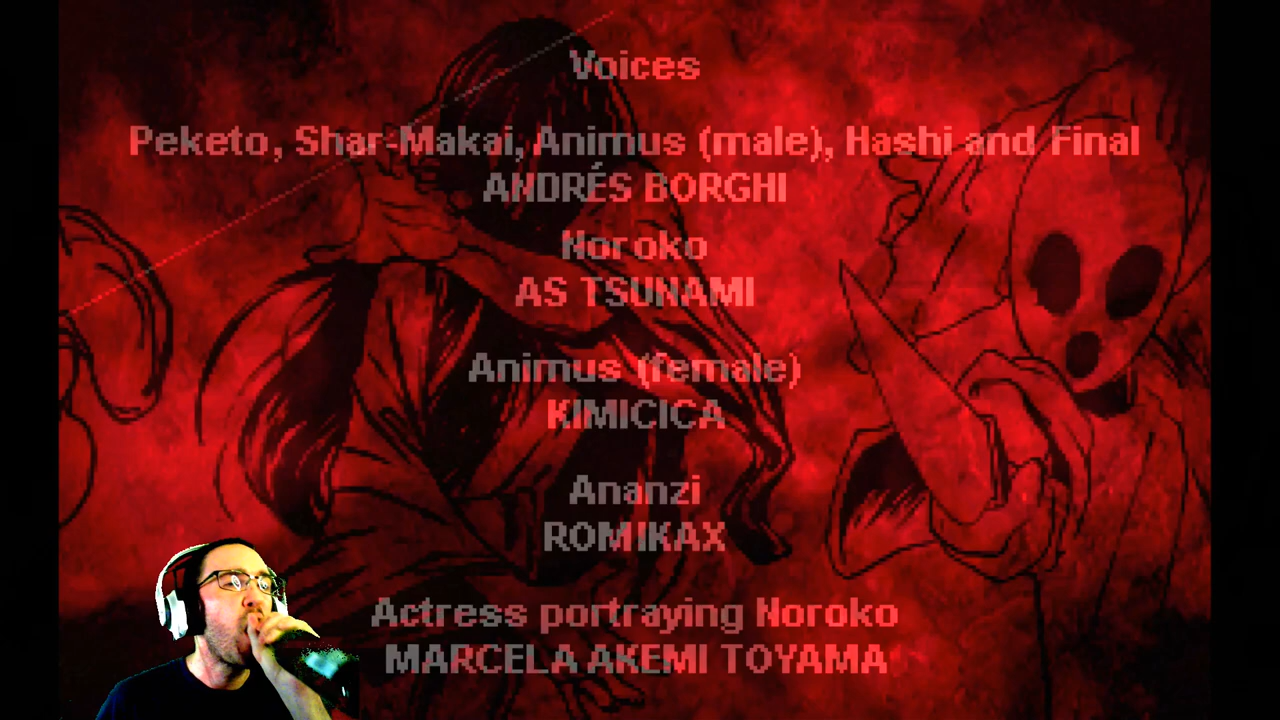 Voices
Peketo, Shar-Makai, Animus (male), Hashi and Final
ANDRÉS BORGHI
Noroko
AS TSUNAMI
Animus (female)
KIMICICA
Ananzi
ROMIKAX
Actress portraying Noroko
MARCELA AKEMI TOYAMA